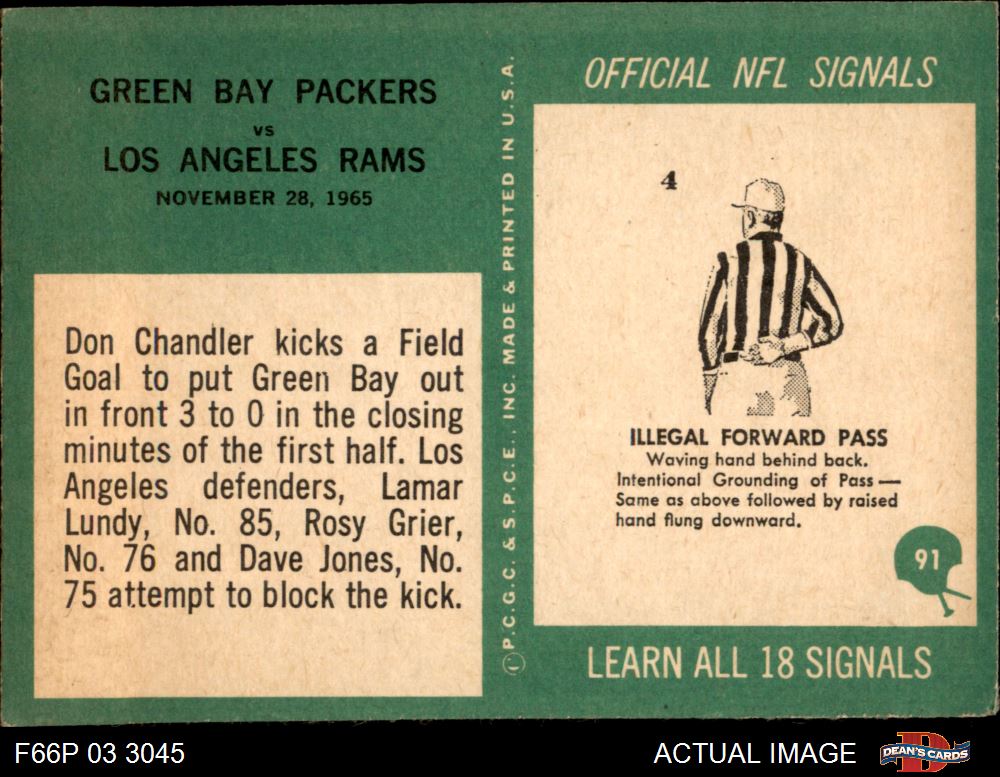 GREEN BAY PACKERS
VS
LOS ANGELES RAMS
NOVEMBER 28, 1965
Don Chandler kicks a Field
Goal to put Green Bay out
in front 3 to 0 in the closing
minutes of the first half. Los
Angeles defenders, Lamar
Lundy, No. 85, Rosy Grier,
No. 76 and Dave Jones, No.
75 attempt to block the kick.
© P.C.G.C. & S.P.C.E., INC. MADE & PRINTED IN U.S.A.
OFFICIAL NFL SIGNALS
4
ILLEGAL FORWARD PASS
Waving hand behind back.
Intentional Grounding of Pass —
Same as above followed by raised
hand flung downward.
91
LEARN ALL 18 SIGNALS
F66P 03 3045
ACTUAL IMAGE
DEAN'S CARDS